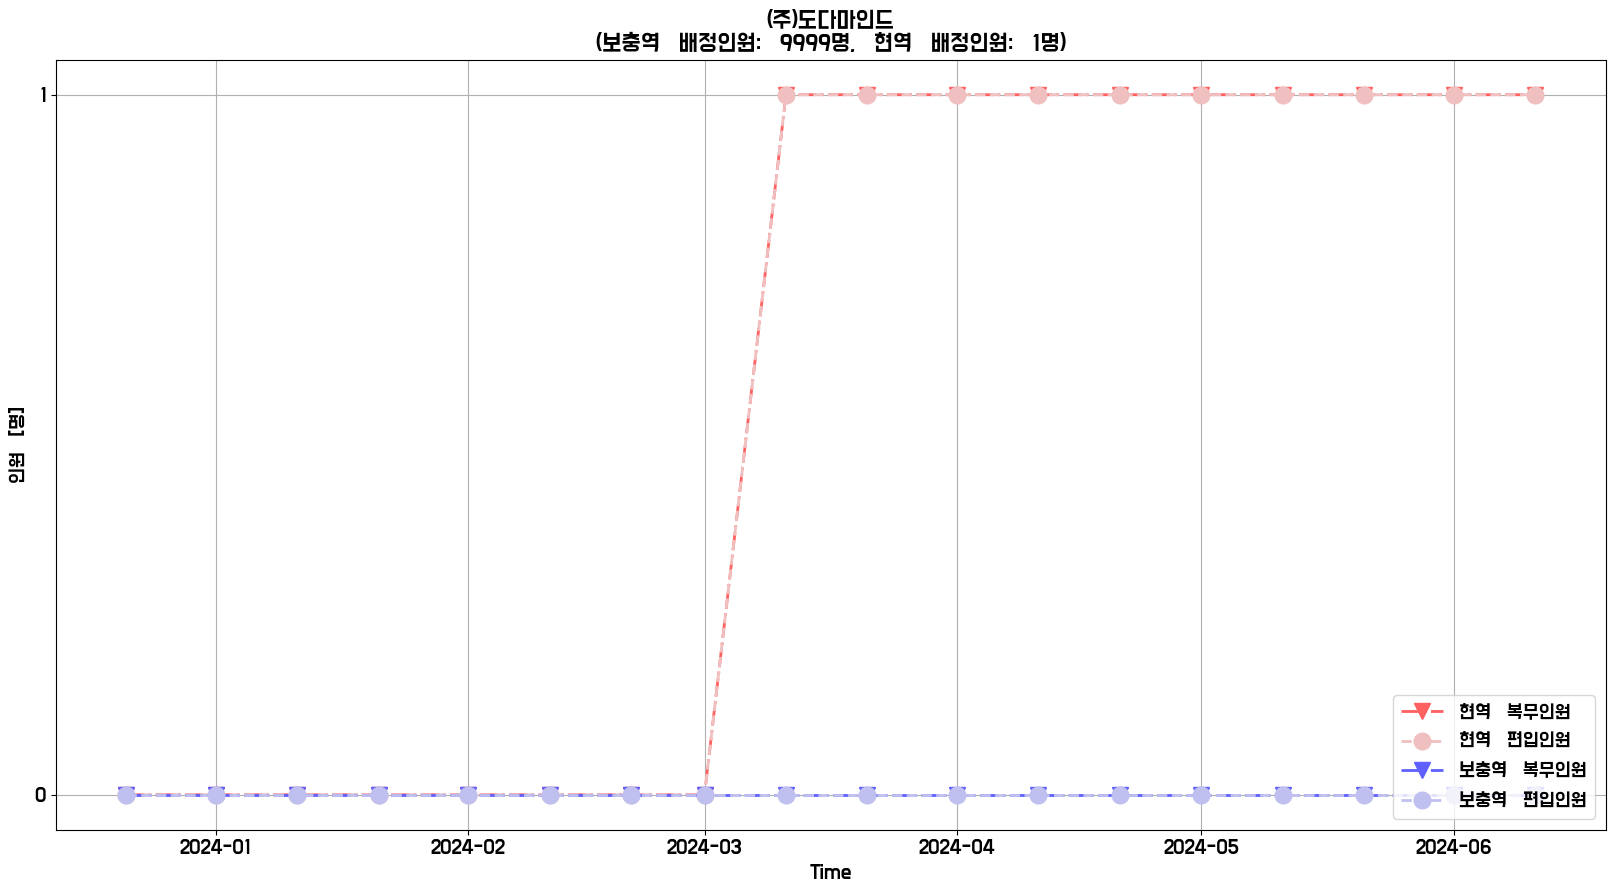 (주)도다마인드
(보충역 배정인원: 9999명, 현역 배정인원: 1명)
1
인원 [명]
0
현역 복무인원
현역 편입인원
보충역 복무인원
보충역 편입인원
2024-01 2024-02 2024-03 2024-04 2024-05 2024-06
Time